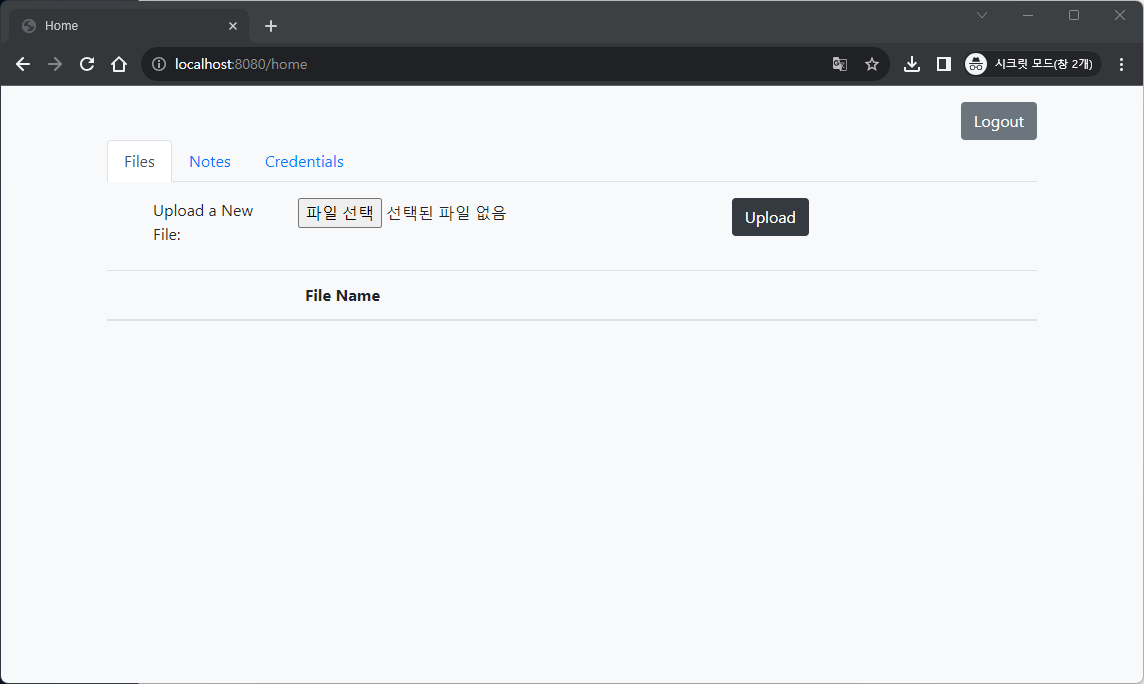 Home
localhost:8080/home
시크릿 모드(창 2개)
Logout
Files Notes Credentials
Upload a New File:
파일 선택 선택된 파일 없음
Upload
File Name